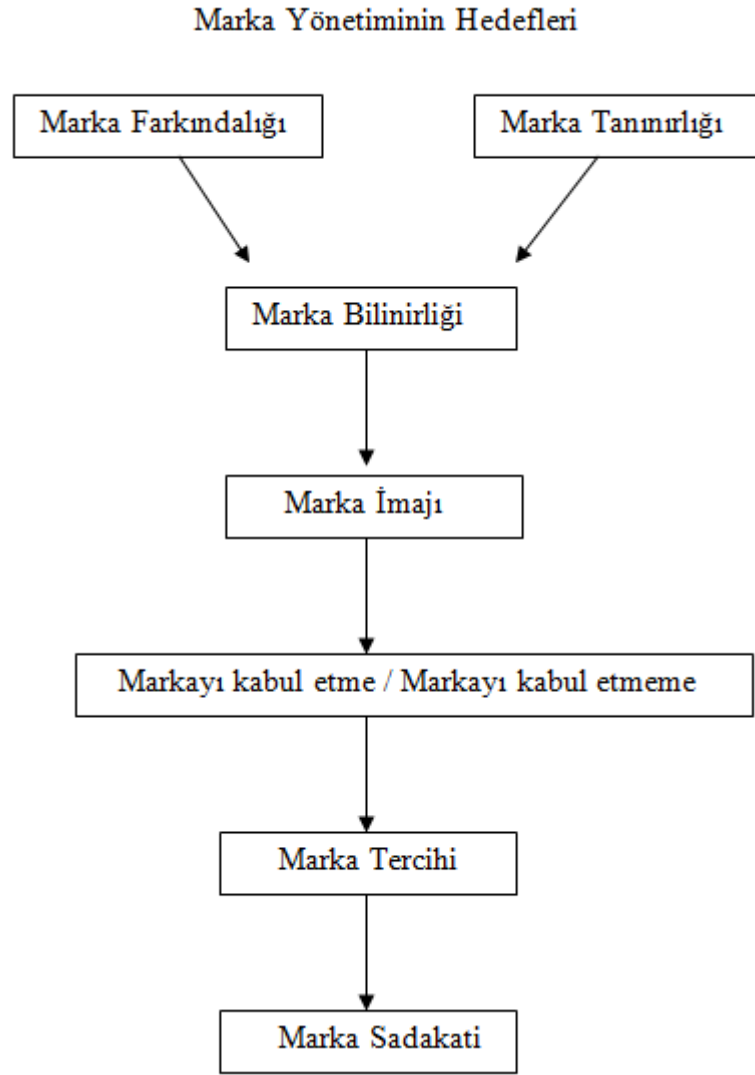 Marka Yönetiminin Hedefleri
Marka Farkındalığı
Marka Tanınırlığı
Marka Bilinirliği
Marka İmajı
Markayı kabul etme / Markayı kabul etmeme
Marka Tercihi
Marka Sadakati